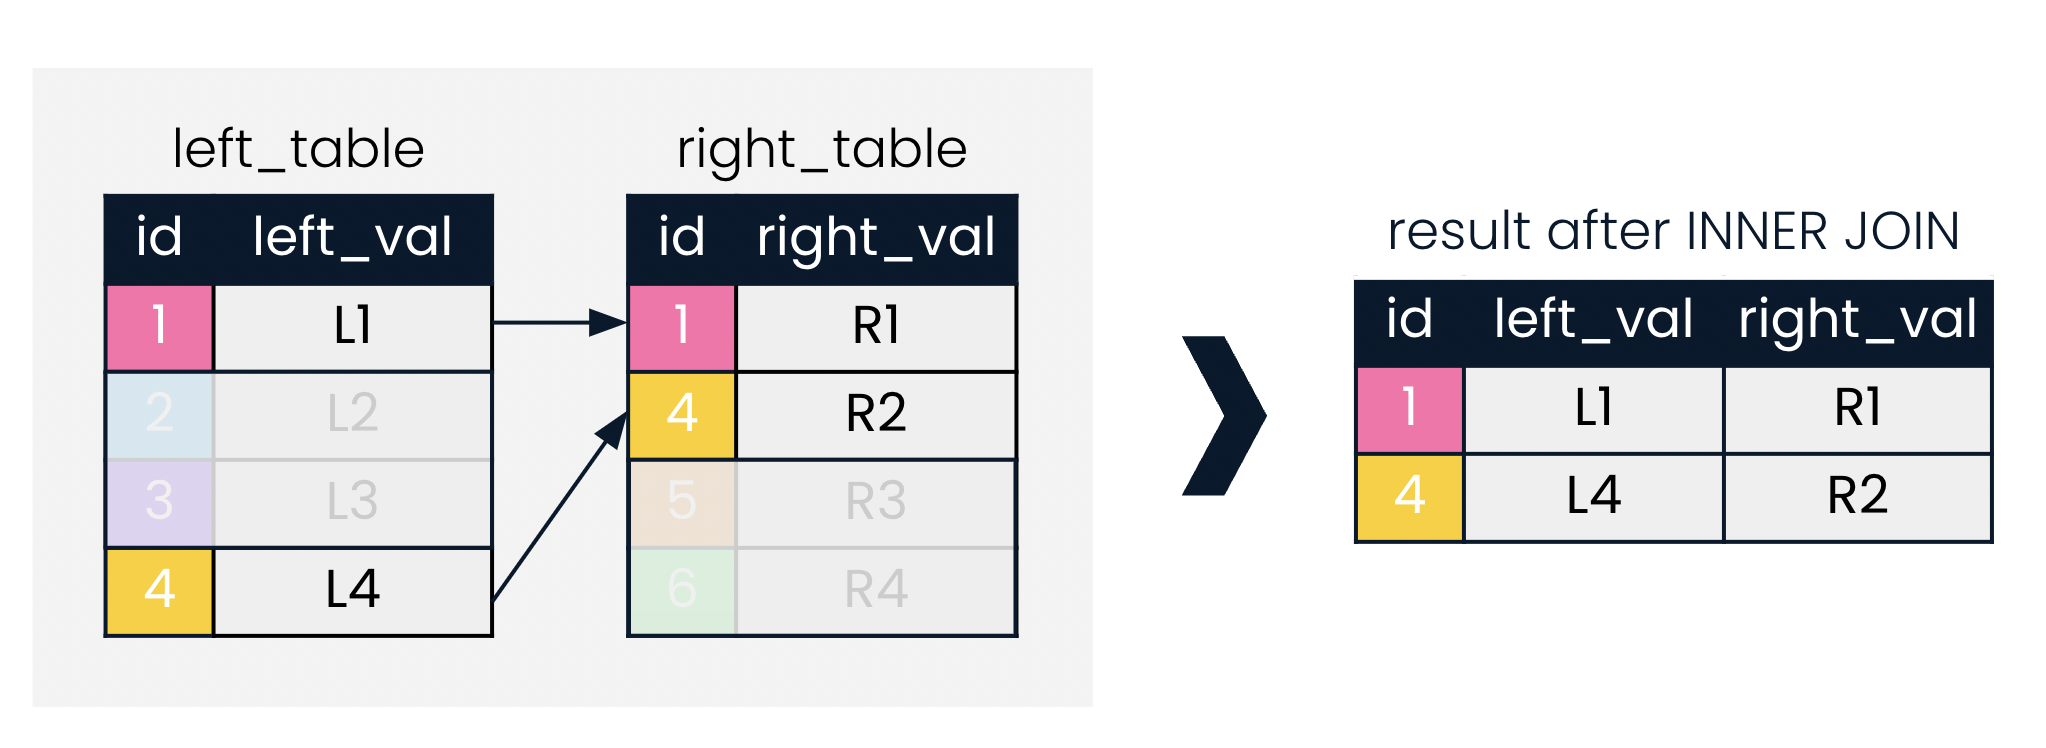 left_table
id left_val
1 L1
2 L2
3 L3
4 L4
right_table
id right_val
1 R1
4 R2
5 R3
6 R4
result after INNER JOIN
id left_val right_val
1 L1 R1
4 L4 R2